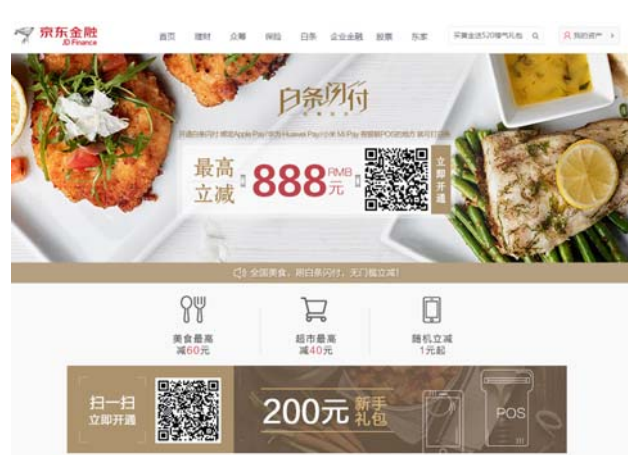 京东金融
JD Finance
首页 理财 众筹 保险 白条 企业金融 股票 东家
我的资产
白条闪付
最高
立减
888 RMB
元
立即开通
全国美食，刷白条闪付，无门槛立减！
美食最高
减60元
超市最高
减40元
随机立减
1元起
扫一扫
立即开通
200元 新手
礼包
POS